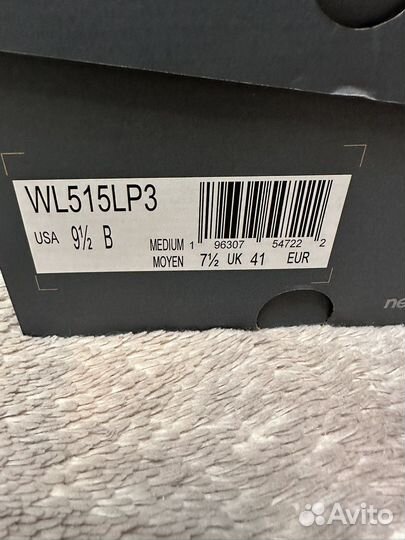 WL515LP3
USA 9½ B MEDIUM 1 96307 54722 2
MOYEN 7½ UK 41 EUR
ne
Avito